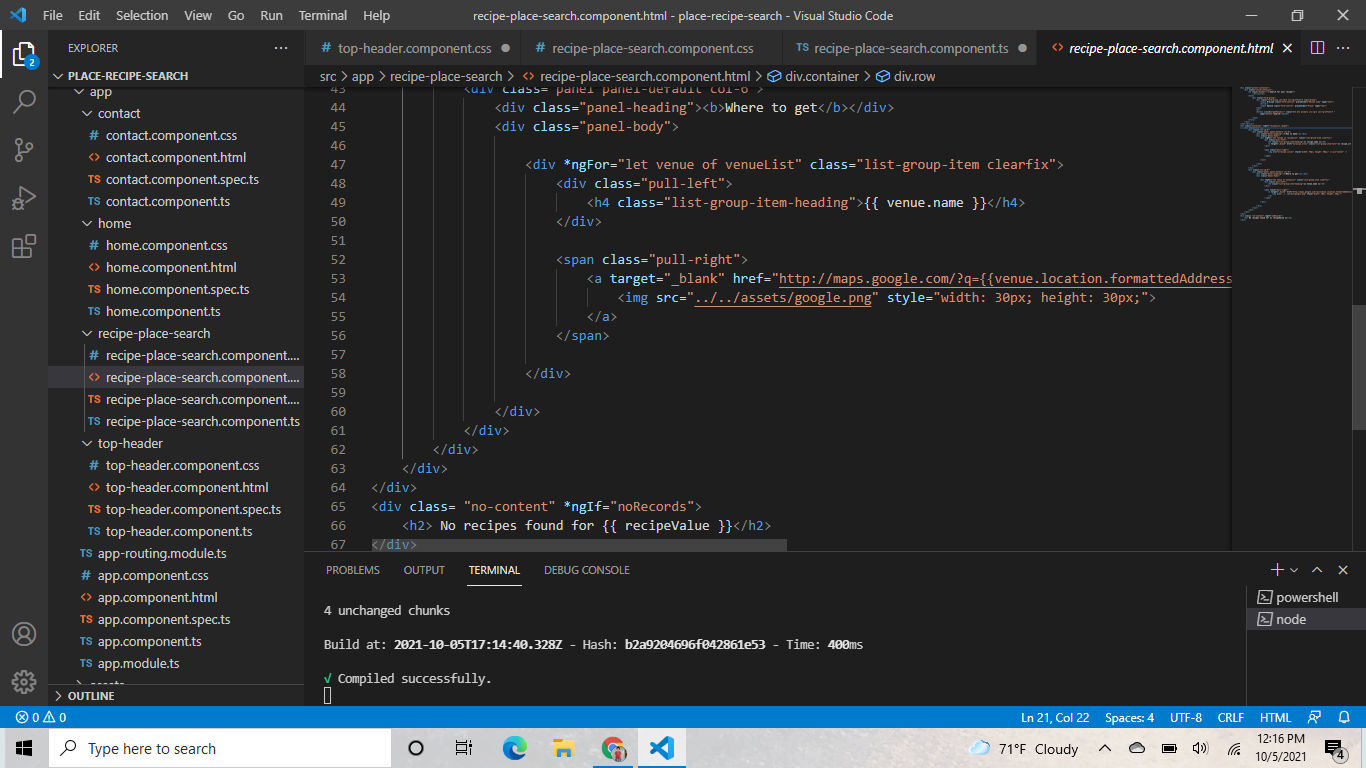 File Edit Selection View Go Run Terminal Help
recipe-place-search.component.html - place-recipe-search - Visual Studio Code
EXPLORER
top-header.component.css
recipe-place-search.component.css
recipe-place-search.component.ts
recipe-place-search.component.html
PLACE-RECIPE-SEARCH
src > app > recipe-place-search > recipe-place-search.component.html > div.container > div.row
app
contact
contact.component.css
contact.component.html
contact.component.spec.ts
contact.component.ts
home
home.component.css
home.component.html
home.component.spec.ts
home.component.ts
recipe-place-search
recipe-place-search.component....
recipe-place-search.component....
recipe-place-search.component....
recipe-place-search.component.ts
top-header
top-header.component.css
top-header.component.html
top-header.component.spec.ts
top-header.component.ts
app-routing.module.ts
app.component.css
app.component.html
app.component.spec.ts
app.component.ts
app.module.ts
OUTLINE
43 <div class="panel panel-default col-6">
44 <div class="panel-heading"><b>Where to get</b></div>
45 <div class="panel-body">
46
47 <div *ngFor="let venue of venueList" class="list-group-item clearfix">
48 <div class="pull-left">
49 <h4 class="list-group-item-heading">{{ venue.name }}</h4>
50 </div>
51
52 <span class="pull-right">
53 <a target="_blank" href="http://maps.google.com/?q={{venue.location.formattedAddress
54 <img src="../../assets/google.png" style="width: 30px; height: 30px;">
55 </a>
56 </span>
57
58 </div>
59
60 </div>
61 </div>
62 </div>
63 </div>
64 </div>
65 <div class= "no-content" *ngIf="noRecords">
66 <h2> No recipes found for {{ recipeValue }}</h2>
67 </div>
PROBLEMS OUTPUT TERMINAL DEBUG CONSOLE
4 unchanged chunks
Build at: 2021-10-05T17:14:40.328Z - Hash: b2a9204696f042861e53 - Time: 400ms
√ Compiled successfully.
powershell
node
0 0
Ln 21, Col 22 Spaces: 4 UTF-8 CRLF HTML
Type here to search
71°F Cloudy
12:16 PM
10/5/2021
4
2